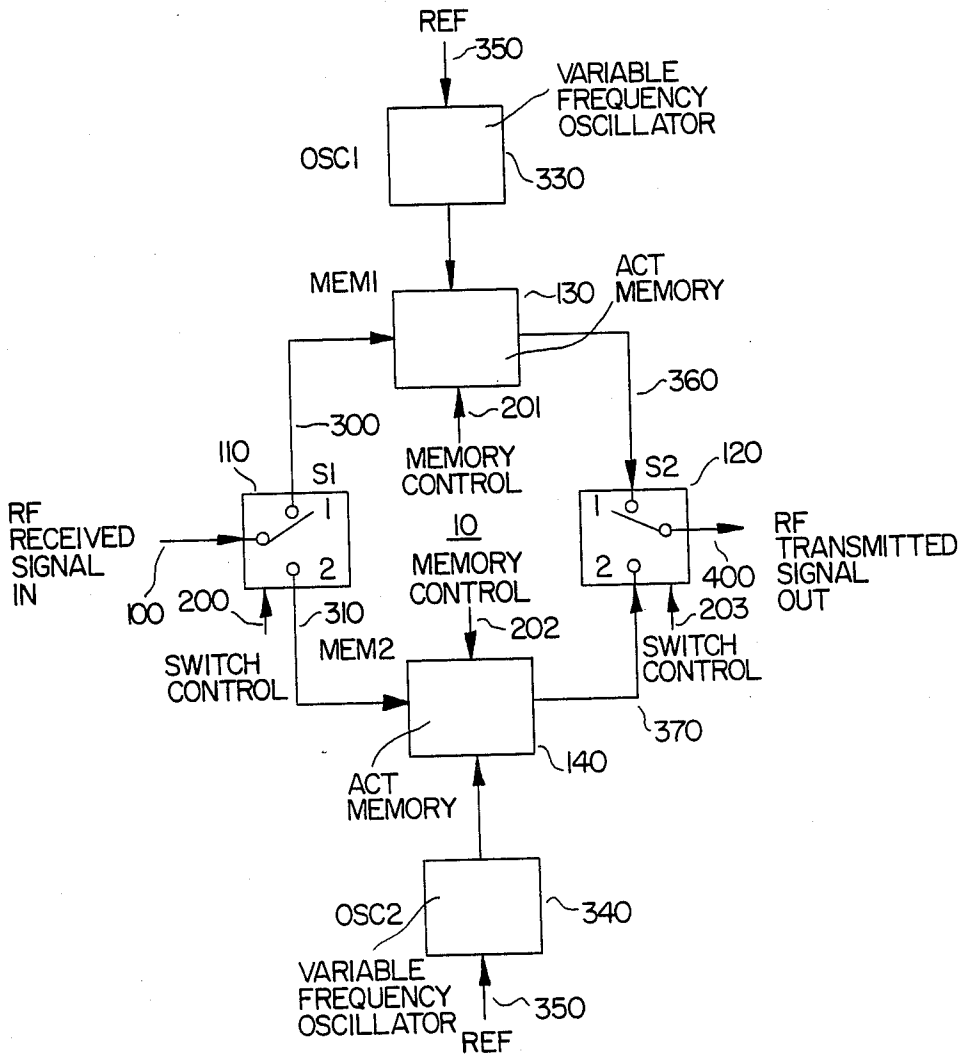 REF
350
VARIABLE
FREQUENCY
OSCILLATOR
OSC1
330
MEM1
130
ACT
MEMORY
300
201
360
MEMORY
CONTROL
110
S1
1
2
S2
120
1
2
RF
RECEIVED
SIGNAL
IN
100
200
310
10
MEMORY
CONTROL
202
RF
TRANSMITTED
SIGNAL
OUT
400
203
SWITCH
CONTROL
MEM2
SWITCH
CONTROL
370
140
ACT
MEMORY
OSC2
340
VARIABLE
FREQUENCY
OSCILLATOR
350
REF